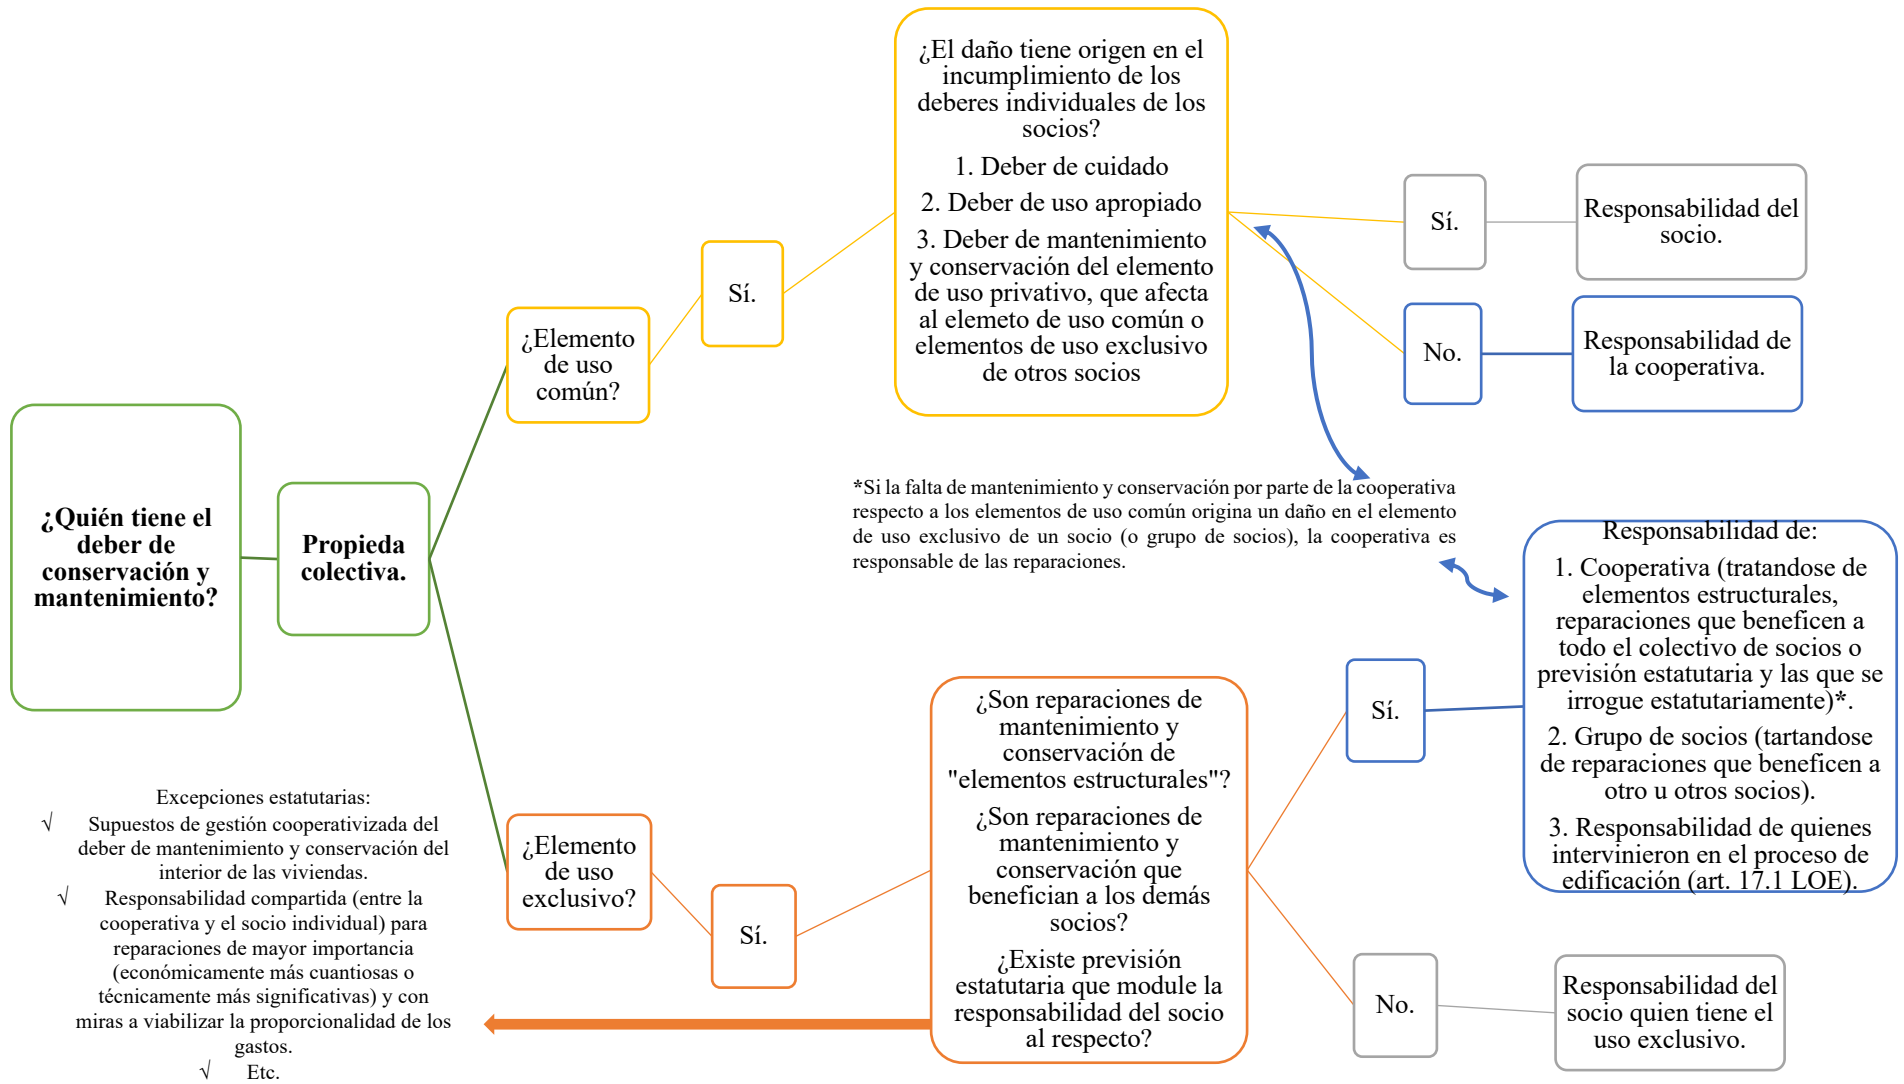 ¿Quién tiene el
deber de
conservación y
mantenimiento?
Propieda
colectiva.
¿Elemento
de uso
común?
Sí.
¿El daño tiene origen en el
incumplimiento de los
deberes individuales de los
socios?
1. Deber de cuidado
2. Deber de uso apropiado
3. Deber de mantenimiento
y conservación del elemento
de uso privativo, que afecta
al elemeto de uso común o
elementos de uso exclusivo
de otros socios
Sí.
Responsabilidad del
socio.
No.
Responsabilidad de
la cooperativa.
*Si la falta de mantenimiento y conservación por parte de la cooperativa
respecto a los elementos de uso común origina un daño en el elemento
de uso exclusivo de un socio (o grupo de socios), la cooperativa es
responsable de las reparaciones.
¿Elemento
de uso
exclusivo?
Sí.
¿Son reparaciones de
mantenimiento y
conservación de
"elementos estructurales"?
¿Son reparaciones de
mantenimiento y
conservación que
benefician a los demás
socios?
¿Existe previsión
estatutaria que module la
responsabilidad del socio
al respecto?
Sí.
Responsabilidad de:
1. Cooperativa (tratandose de
elementos estructurales,
reparaciones que beneficen a
todo el colectivo de socios o
previsión estatutaria y las que se
irrogue estatutariamente)*.
2. Grupo de socios (tartandose
de reparaciones que beneficen a
otro u otros socios).
3. Responsabilidad de quienes
intervinieron en el proceso de
edificación (art. 17.1 LOE).
No.
Responsabilidad del
socio quien tiene el
uso exclusivo.
Excepciones estatutarias:
√ Supuestos de gestión cooperativizada del
deber de mantenimiento y conservación del
interior de las viviendas.
√ Responsabilidad compartida (entre la
cooperativa y el socio individual) para
reparaciones de mayor importancia
(económicamente más cuantiosas o
técnicamente más significativas) y con
miras a viabilizar la proporcionalidad de los
gastos.
√ Etc.